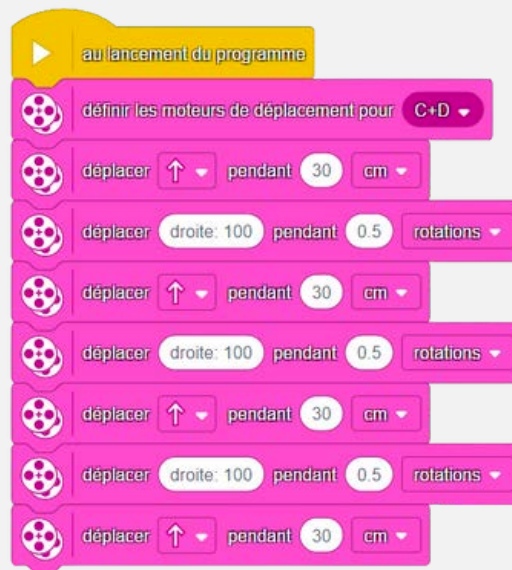 au lancement du programme
définir les moteurs de déplacement pour C+D
déplacer pendant 30 cm
déplacer droite: 100 pendant 0.5 rotations
déplacer pendant 30 cm
déplacer droite: 100 pendant 0.5 rotations
déplacer pendant 30 cm
déplacer droite: 100 pendant 0.5 rotations
déplacer pendant 30 cm